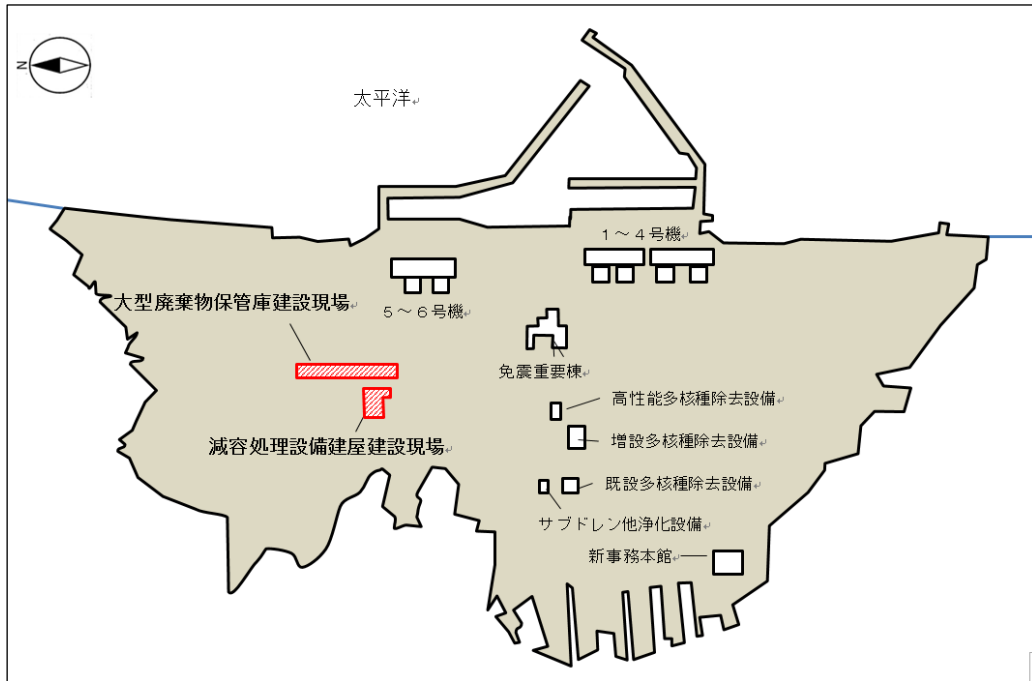 N
太平洋
1～4号機
5～6号機
大型廃棄物保管庫建設現場
免震重要棟
高性能多核種除去設備
増設多核種除去設備
減容処理設備建屋建設現場
既設多核種除去設備
サブドレン他浄化設備
新事務本館